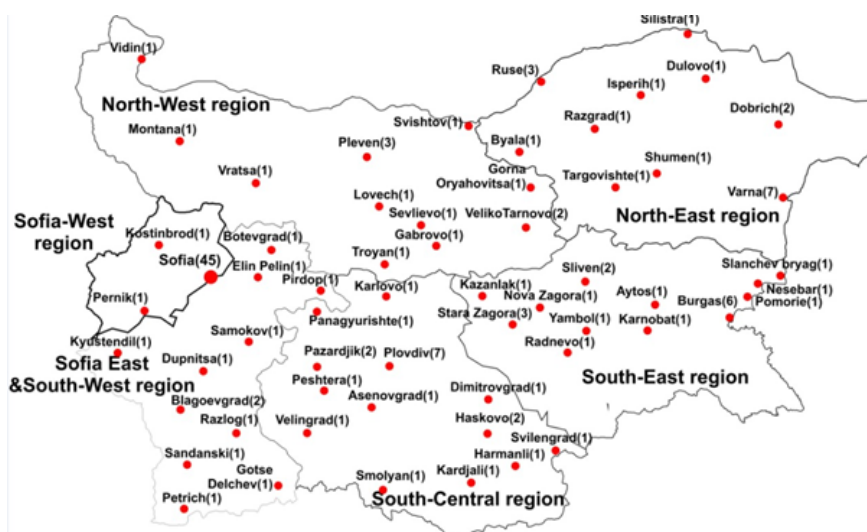 Silistra(1)
Vidin(1)
Ruse(3)
Dulovo(1)
Isperih(1)
North-West region
Dobrich(2)
Montana(1)
Svishtov(1)
Razgrad(1)
Pleven(3)
Byala(1)
Vratsa(1)
Gorna
Oryahovitsa(1)
Shumen(1)
Targovishte(1)
Lovech(1)
Varna(7)
Sevlievo(1)
VelikoTarnovo(2)
North-East region
Sofia-West
region
Kostinbrod(1)
Botevgrad(1)
Gabrovo(1)
Sofia(45)
Troyan(1)
Elin Pelin(1)
Pirdop(1)
Karlovo(1)
Kazanlak(1)
Sliven(2)
Slanchev bryag(1)
Nova Zagora(1)
Aytos(1)
Nesebar(1)
Burgas(6)
Pomorie(1)
Pernik(1)
Panagyurishte(1)
Stara Zagora(3)
Yambol(1)
Karnobat(1)
Kyustendil(1)
Samokov(1)
Radnevo(1)
Sofia East
&South-West region
Dupnitsa(1)
Pazardjik(2)
Plovdiv(7)
South-East region
Peshtera(1)
Asenovgrad(1)
Dimitrovgrad(1)
Blagoevgrad(2)
Razlog(1)
Velingrad(1)
Haskovo(2)
Svilengrad(1)
Sandanski(1)
Gotse
Delchev(1)
Harmanli(1)
Smolyan(1)
Kardjali(1)
Petrich(1)
South-Central region